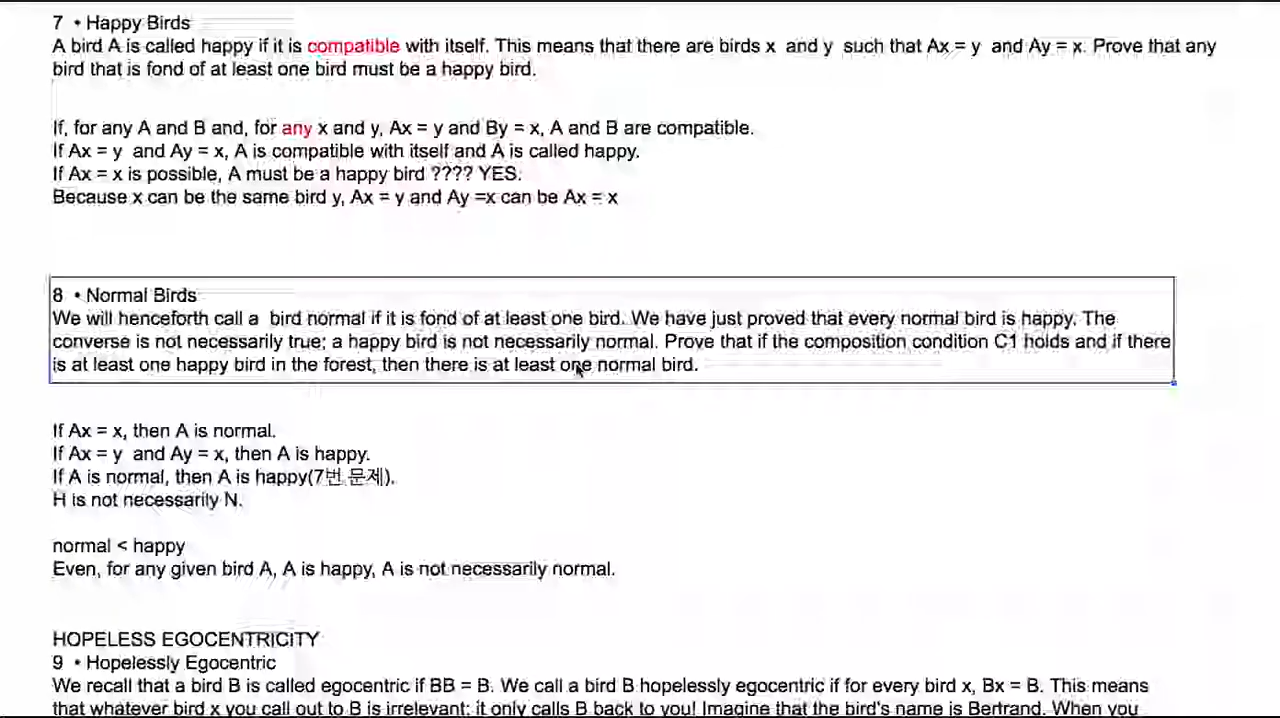 7 • Happy Birds
A bird A is called happy if it is compatible with itself. This means that there are birds x and y such that Ax = y and Ay = x. Prove that any
bird that is fond of at least one bird must be a happy bird.
If, for any A and B and, for any x and y, Ax = y and By = x, A and B are compatible.
If Ax = y and Ay = x, A is compatible with itself and A is called happy.
If Ax = x is possible, A must be a happy bird ???? YES.
Because x can be the same bird y, Ax = y and Ay =x can be Ax = x
8 • Normal Birds
We will henceforth call a bird normal if it is fond of at least one bird. We have just proved that every normal bird is happy. The
converse is not necessarily true; a happy bird is not necessarily normal. Prove that if the composition condition C1 holds and if there
is at least one happy bird in the forest, then there is at least one normal bird.
If Ax = x, then A is normal.
If Ax = y and Ay = x, then A is happy.
If A is normal, then A is happy(7번 문제).
H is not necessarily N.
normal < happy
Even, for any given bird A, A is happy, A is not necessarily normal.
HOPELESS EGOCENTRICITY
9 • Hopelessly Egocentric
We recall that a bird B is called egocentric if BB = B. We call a bird B hopelessly egocentric if for every bird x, Bx = B. This means
that whatever bird x you call out to B is irrelevant; it only calls B back to you! Imagine that the bird's name is Bertrand. When you